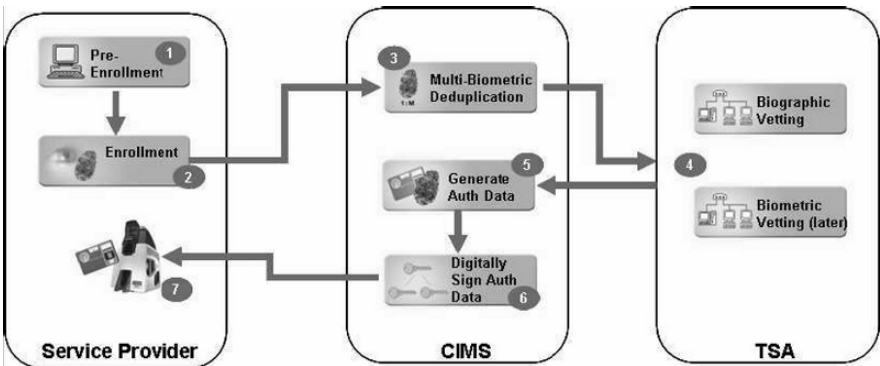 1
Pre-
Enrollment
Enrollment
2
7
Service Provider
3
1:M
Multi-Biometric
Deduplication
5
Generate
Auth Data
Digitally
Sign Auth
Data
6
CIMS
Biographic
Vetting
4
Biometric
Vetting (later)
TSA